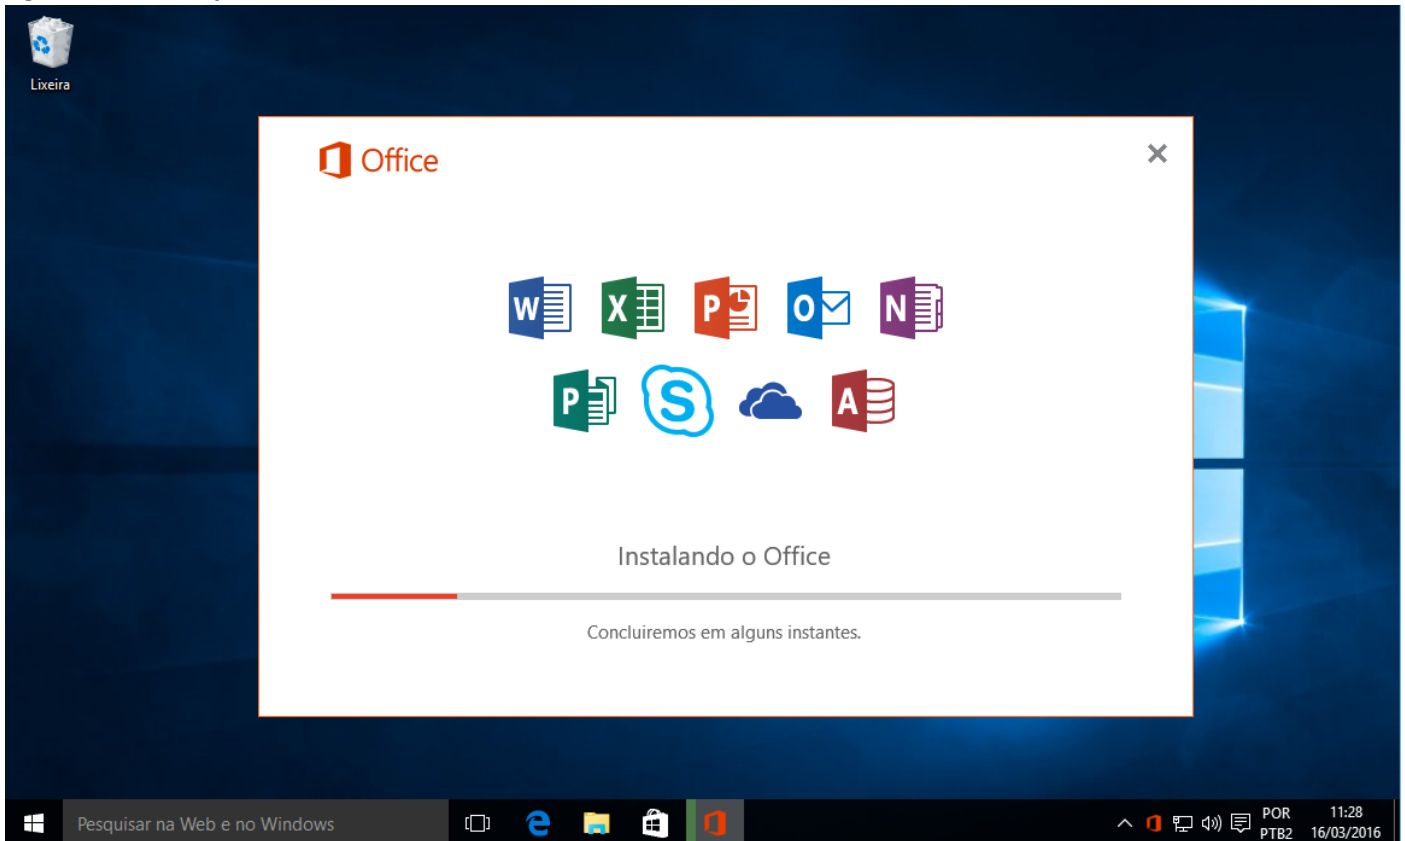 Lixeira
Office
W
X
P
O
N
P
S
A
Instalando o Office
Concluiremos em alguns instantes.
Pesquisar na Web e no Windows
POR
PTB2
11:28
16/03/2016